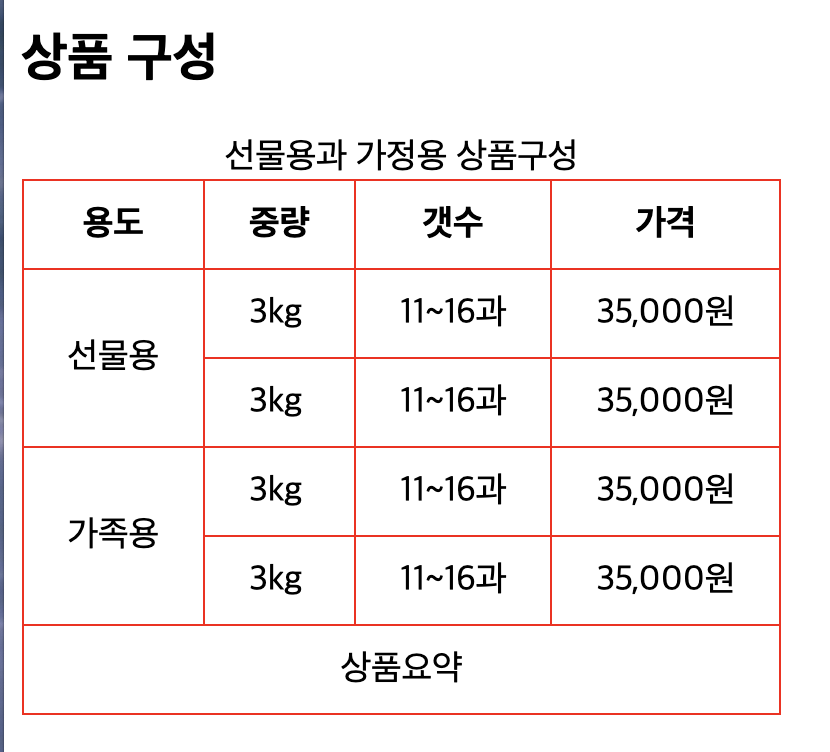 상품 구성
선물용과 가정용 상품구성
용도 중량 갯수 가격
선물용 3kg 11~16과 35,000원
3kg 11~16과 35,000원
가족용 3kg 11~16과 35,000원
3kg 11~16과 35,000원
상품요약